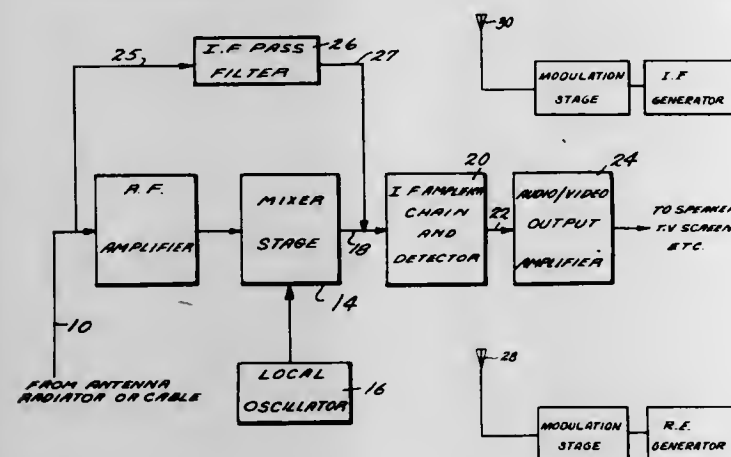 25
I.F PASS
FILTER
26
27
30
MODULATION
STAGE
I.F
GENERATOR
R.F.
AMPLIFIER
MIXER
STAGE
18
14
20
CHAIN
AND
DETECTOR
22
24
AUDIO/VIDEO
OUTPUT
AMPLIFIER
TO SPEAKER
T.V SCREEN
ETC.
10
FROM ANTENNA
RADIATOR OR CABLE
LOCAL
OSCILLATOR
16
28
MODULATION
STAGE
GENERATOR